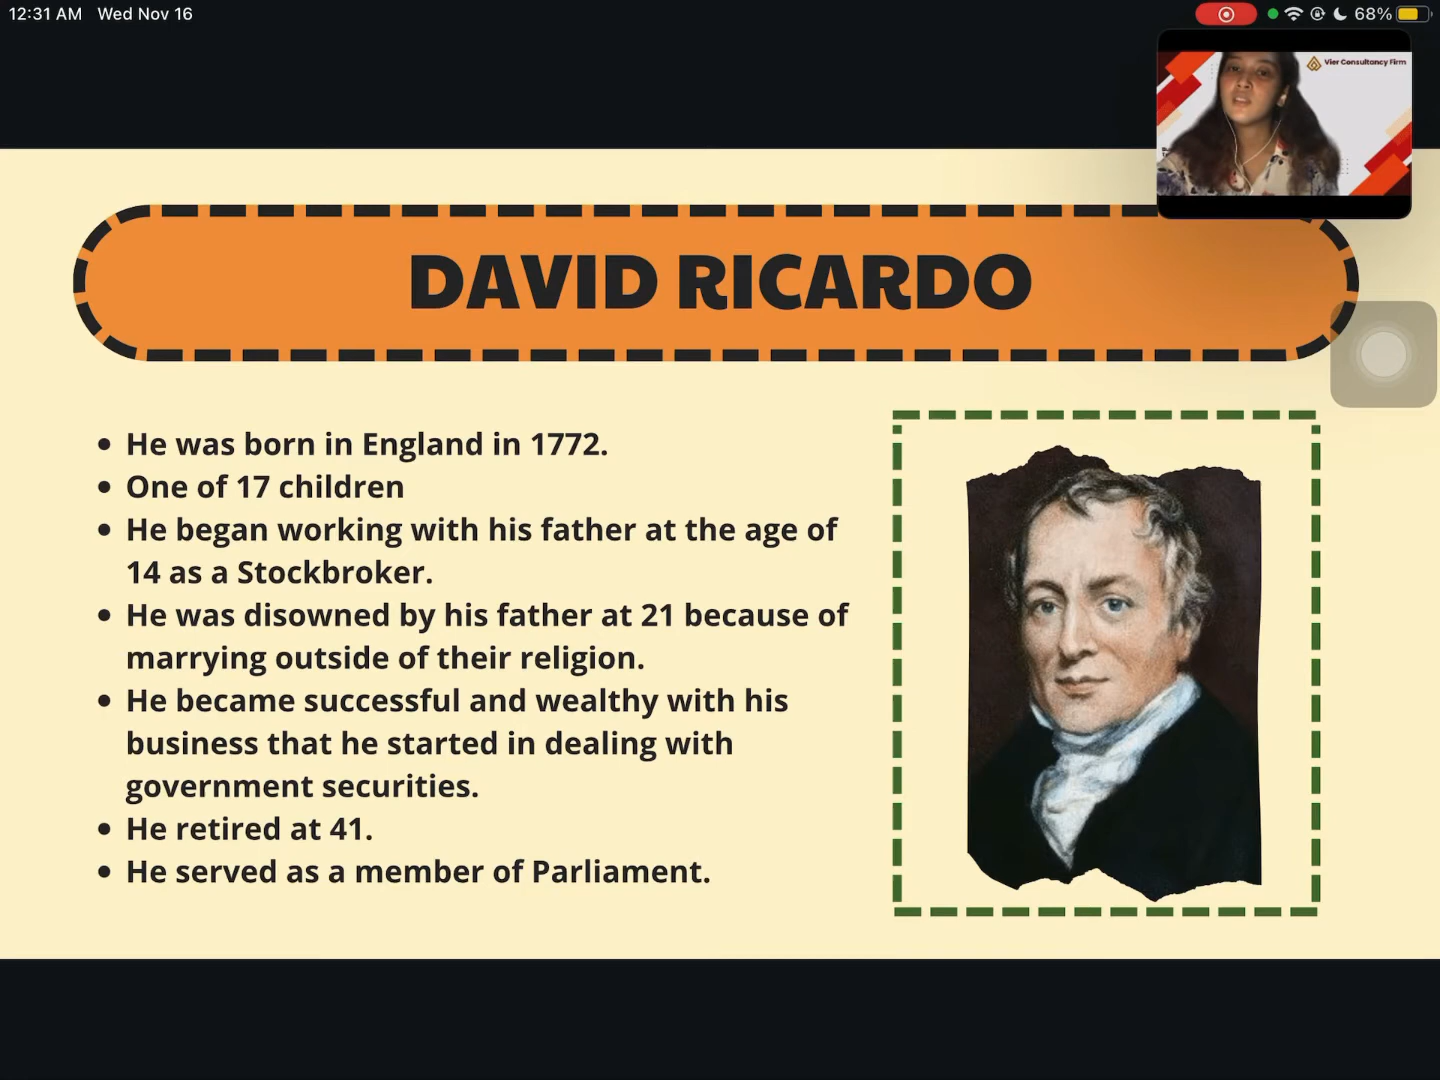 12:31 AM Wed Nov 16
68%
Vier Consultancy Firm
DAVID RICARDO
• He was born in England in 1772.
• One of 17 children
• He began working with his father at the age of
14 as a Stockbroker.
• He was disowned by his father at 21 because of
marrying outside of their religion.
• He became successful and wealthy with his
business that he started in dealing with
government securities.
• He retired at 41.
• He served as a member of Parliament.